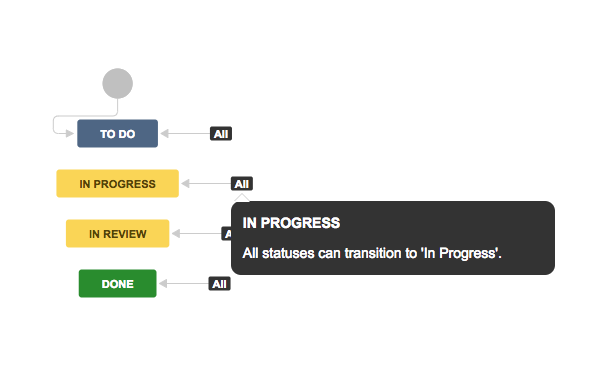 TO DO
All
IN PROGRESS
All
IN PROGRESS
All statuses can transition to 'In Progress'.
IN REVIEW
DONE
All